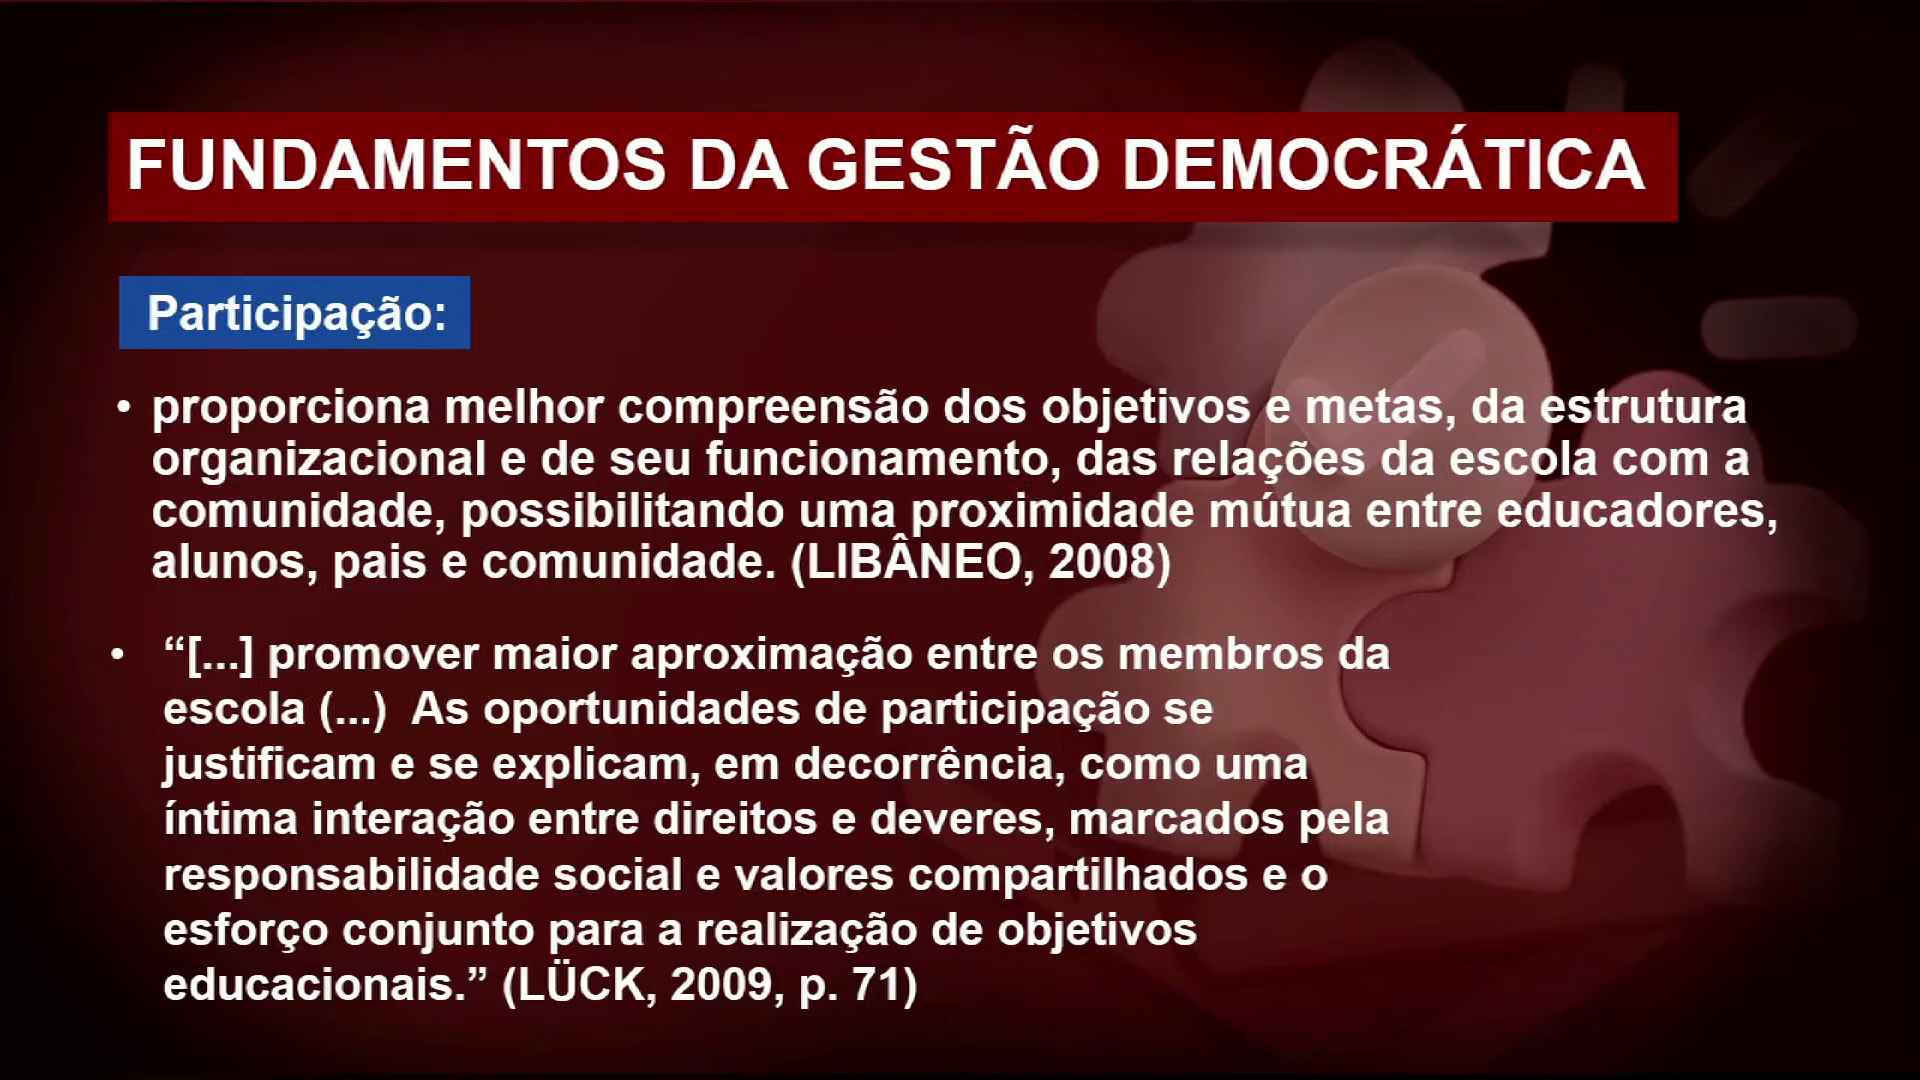 FUNDAMENTOS DA GESTÃO DEMOCRÁTICA
Participação:
• proporciona melhor compreensão dos objetivos e metas, da estrutura
organizacional e de seu funcionamento, das relações da escola com a
comunidade, possibilitando uma proximidade mútua entre educadores,
alunos, pais e comunidade. (LIBÂNEO, 2008)
• “[...] promover maior aproximação entre os membros da
escola (...) As oportunidades de participação se
justificam e se explicam, em decorrência, como uma
íntima interação entre direitos e deveres, marcados pela
responsabilidade social e valores compartilhados e o
esforço conjunto para a realização de objetivos
educacionais.” (LÜCK, 2009, p. 71)